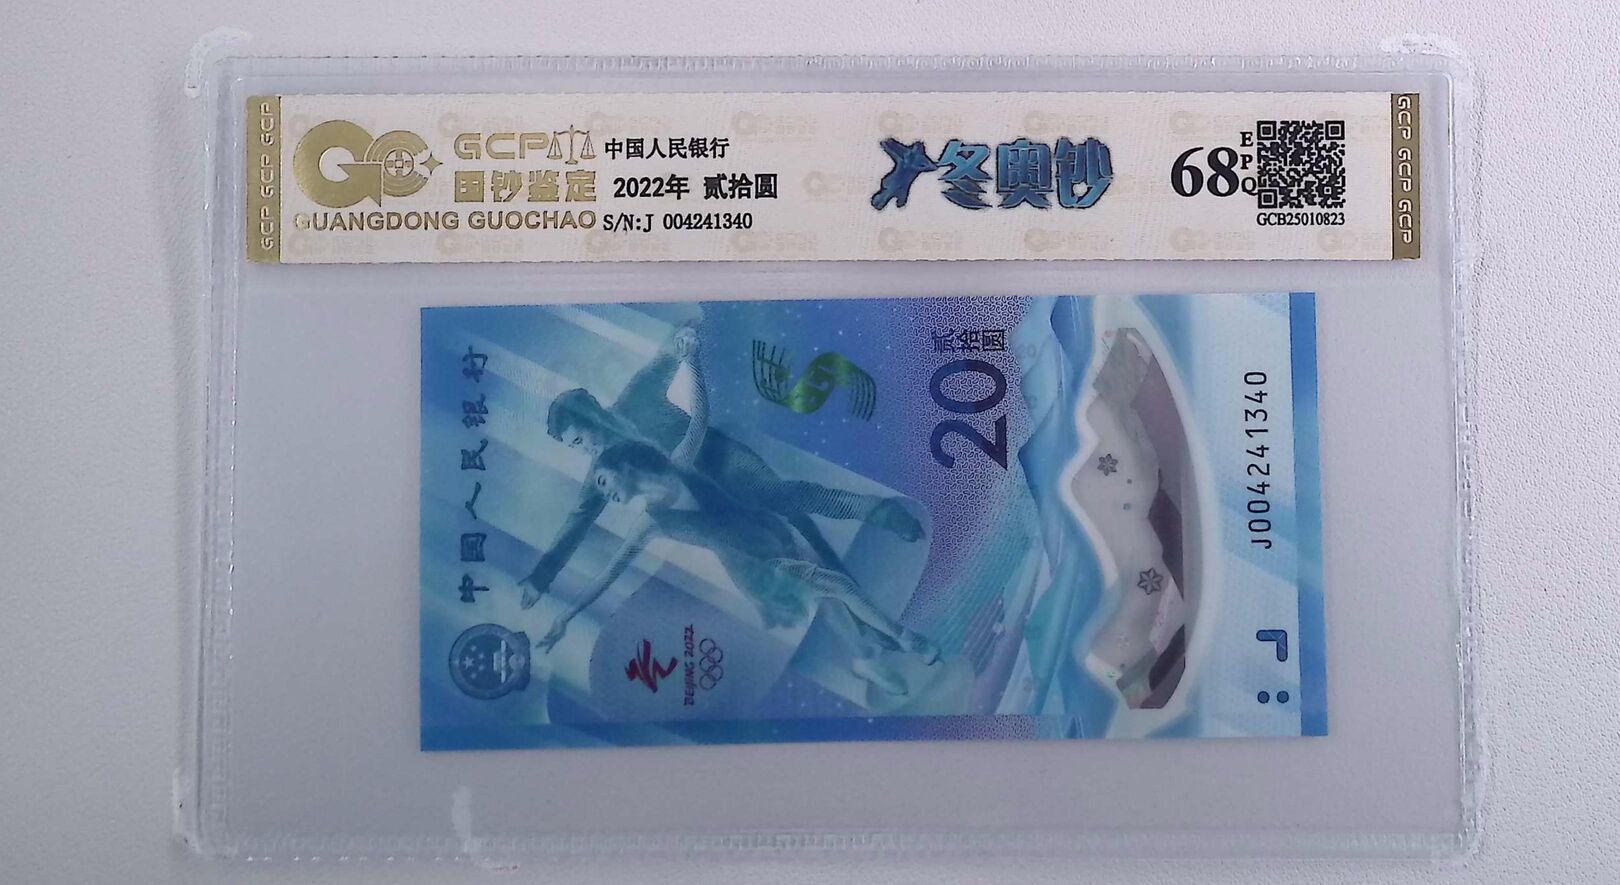 GCP GCP GCP
GCP
国钞鉴定
GUANGDONG GUOCHAO
中国人民银行
2022年 贰拾圆
S/N:J 004241340
冬奥钞
68
EPQ
GCB25010823
GCP GCP GCP
中国人民银行
BEIJING 2022
贰拾圆
20
J004241340